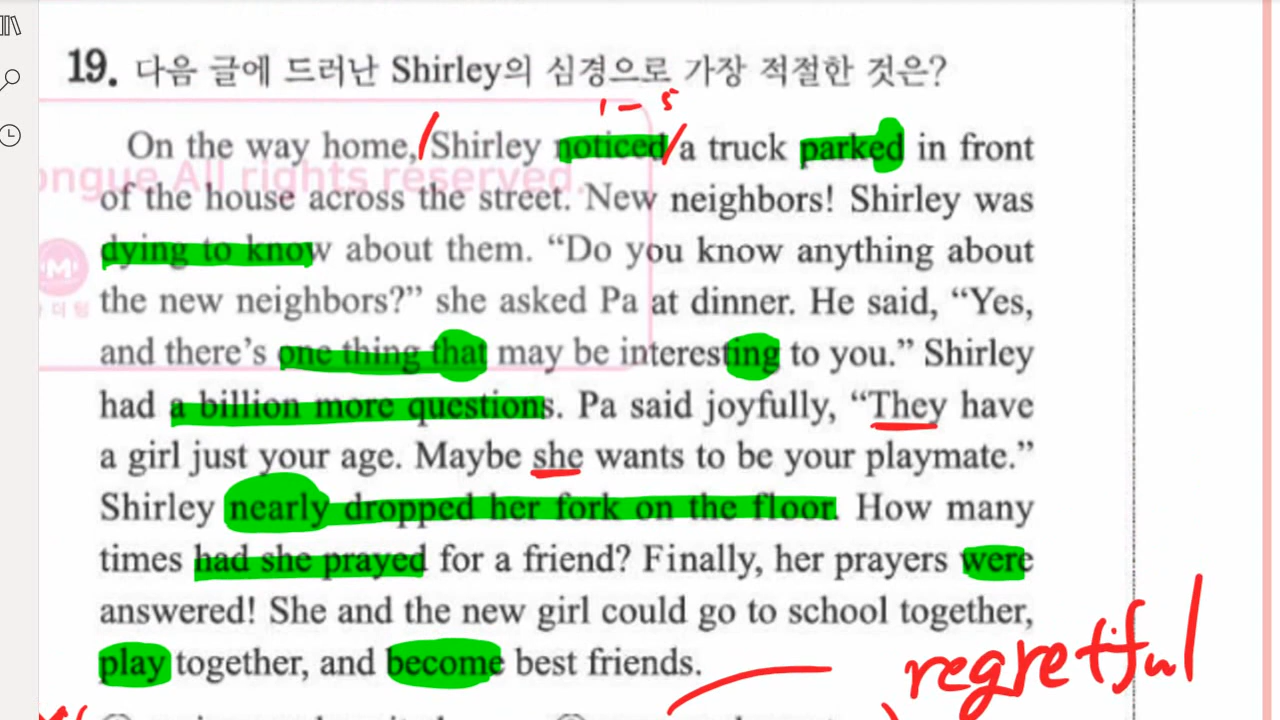 19. 다음 글에 드러난 Shirley의 심경으로 가장 적절한 것은?
1 - 5
On the way home, Shirley noticed a truck parked in front
ongue All rights reserved.
of the house across the street. New neighbors! Shirley was
dying to know about them. “Do you know anything about
M
the new neighbors?” she asked Pa at dinner. He said, “Yes,
더텅
and there’s one thing that may be interesting to you.” Shirley
had a billion more questions. Pa said joyfully, “They have
a girl just your age. Maybe she wants to be your playmate.”
Shirley nearly dropped her fork on the floor. How many
times had she prayed for a friend? Finally, her prayers were
answered! She and the new girl could go to school together,
play together, and become best friends.
regretful